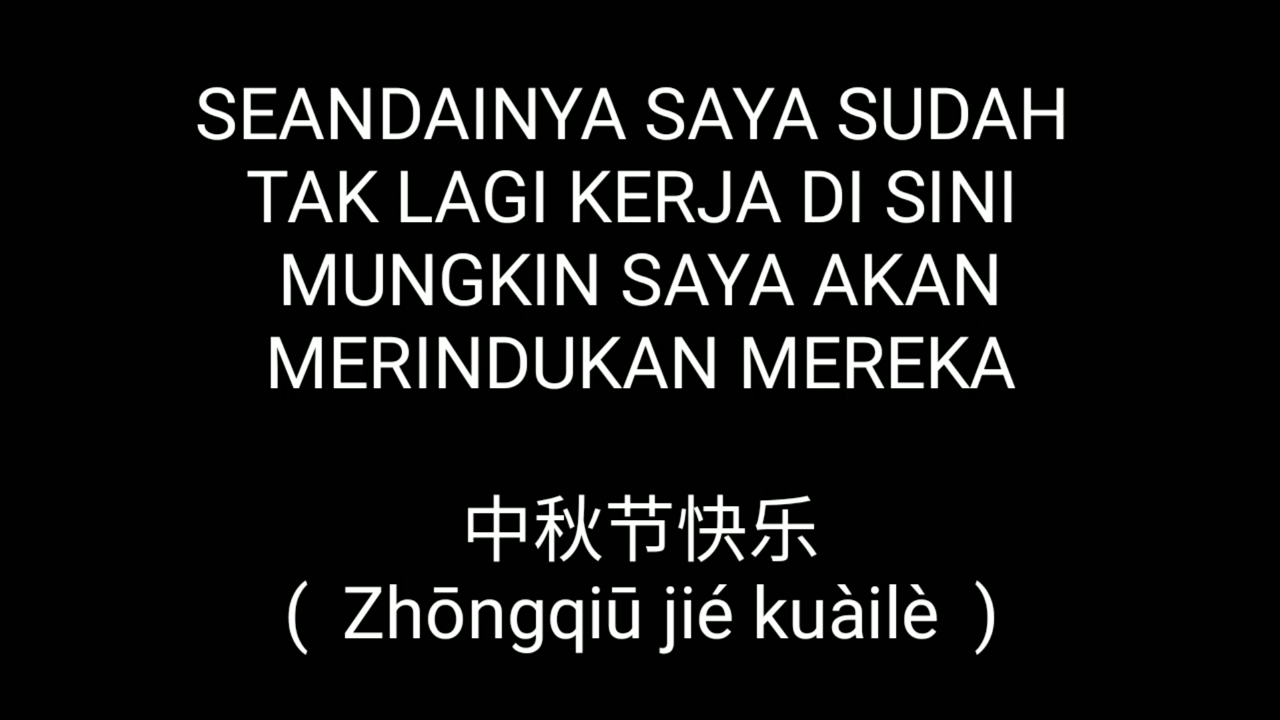 SEANDAINYA SAYA SUDAH
TAK LAGI KERJA DI SINI
MUNGKIN SAYA AKAN
MERINDUKAN MEREKA
中秋节快乐
( Zhōngqiū jié kuàilè )